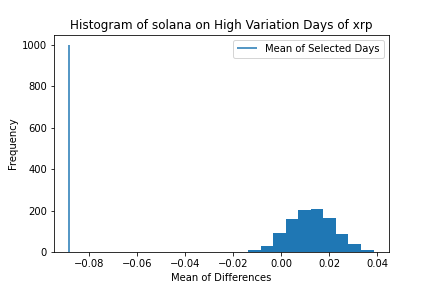 Histogram of solana on High Variation Days of xrp
Mean of Selected Days
1000
800
600
400
200
0
Frequency
−0.08 −0.06 −0.04 −0.02 0.00 0.02 0.04
Mean of Differences